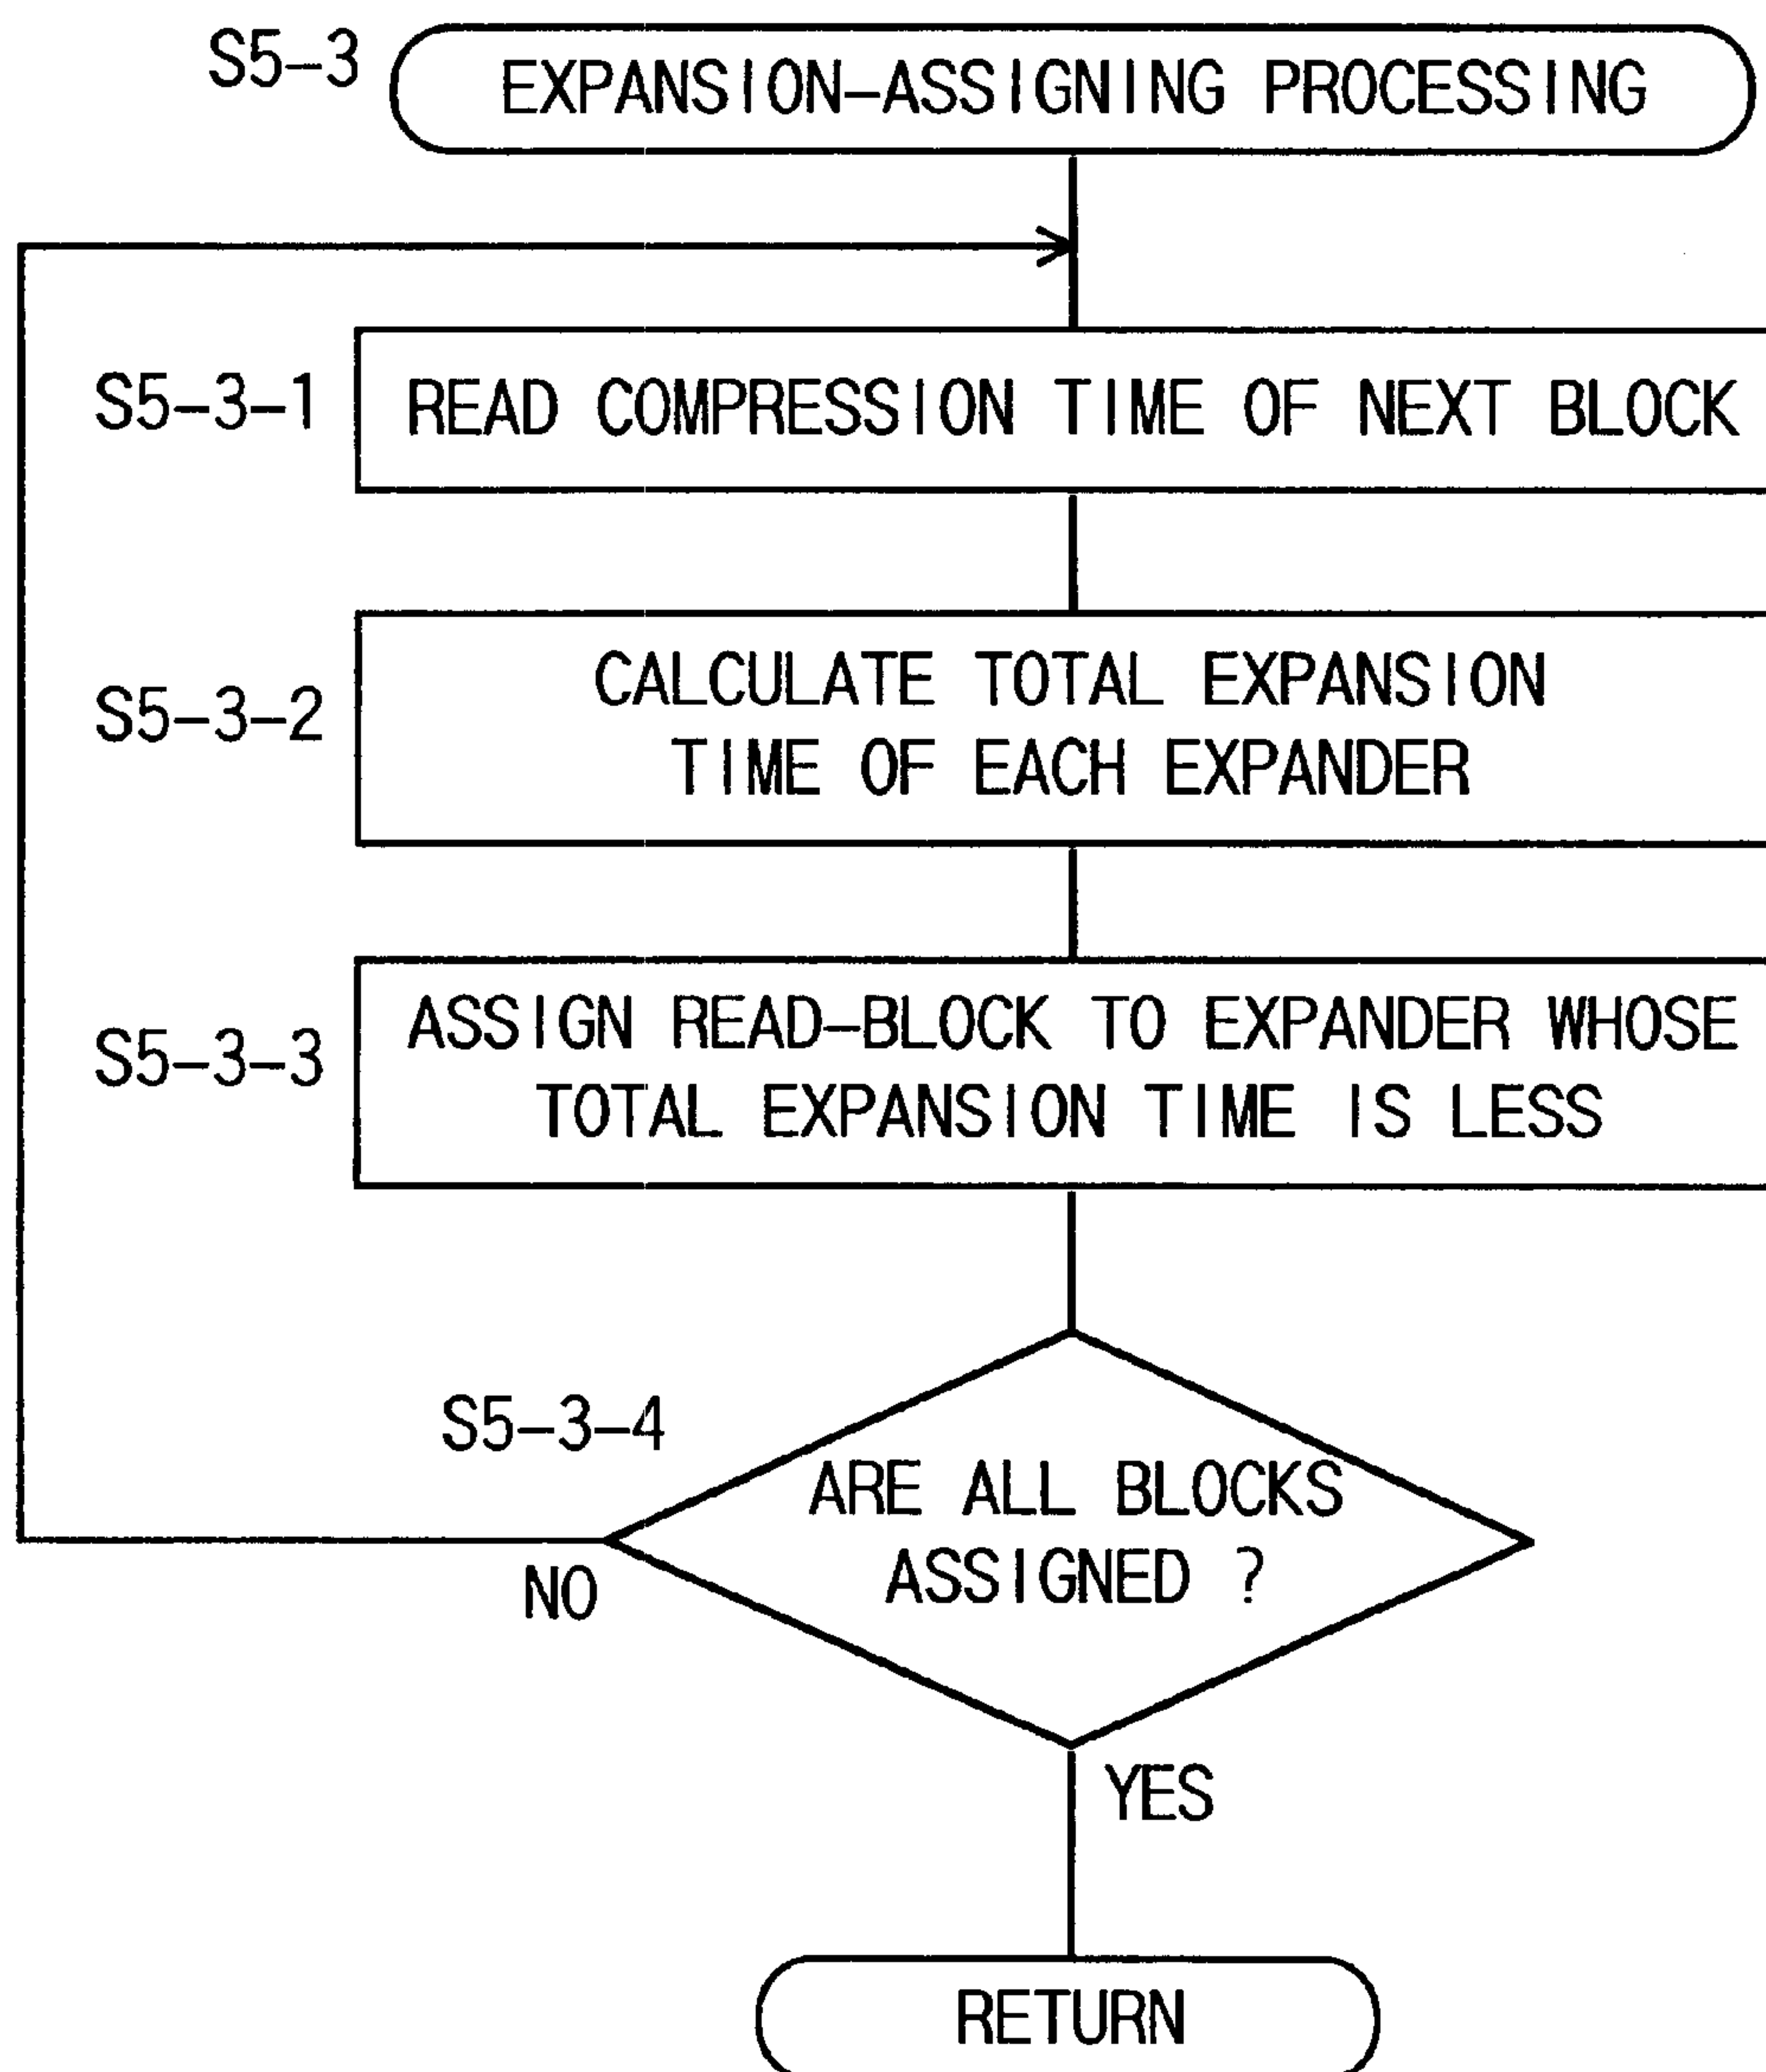 S5-3 EXPANSION-ASSIGNING PROCESSING
S5-3-1 READ COMPRESSION TIME OF NEXT BLOCK
CALCULATE TOTAL EXPANSION
S5-3-2
TIME OF EACH EXPANDER
ASSIGN READ-BLOCK TO EXPANDER WHOSE
S5-3-3
TOTAL EXPANSION TIME IS LESS
S5-3-4
ARE ALL BLOCKS
ASSIGNED ?
NO
YES
RETURN